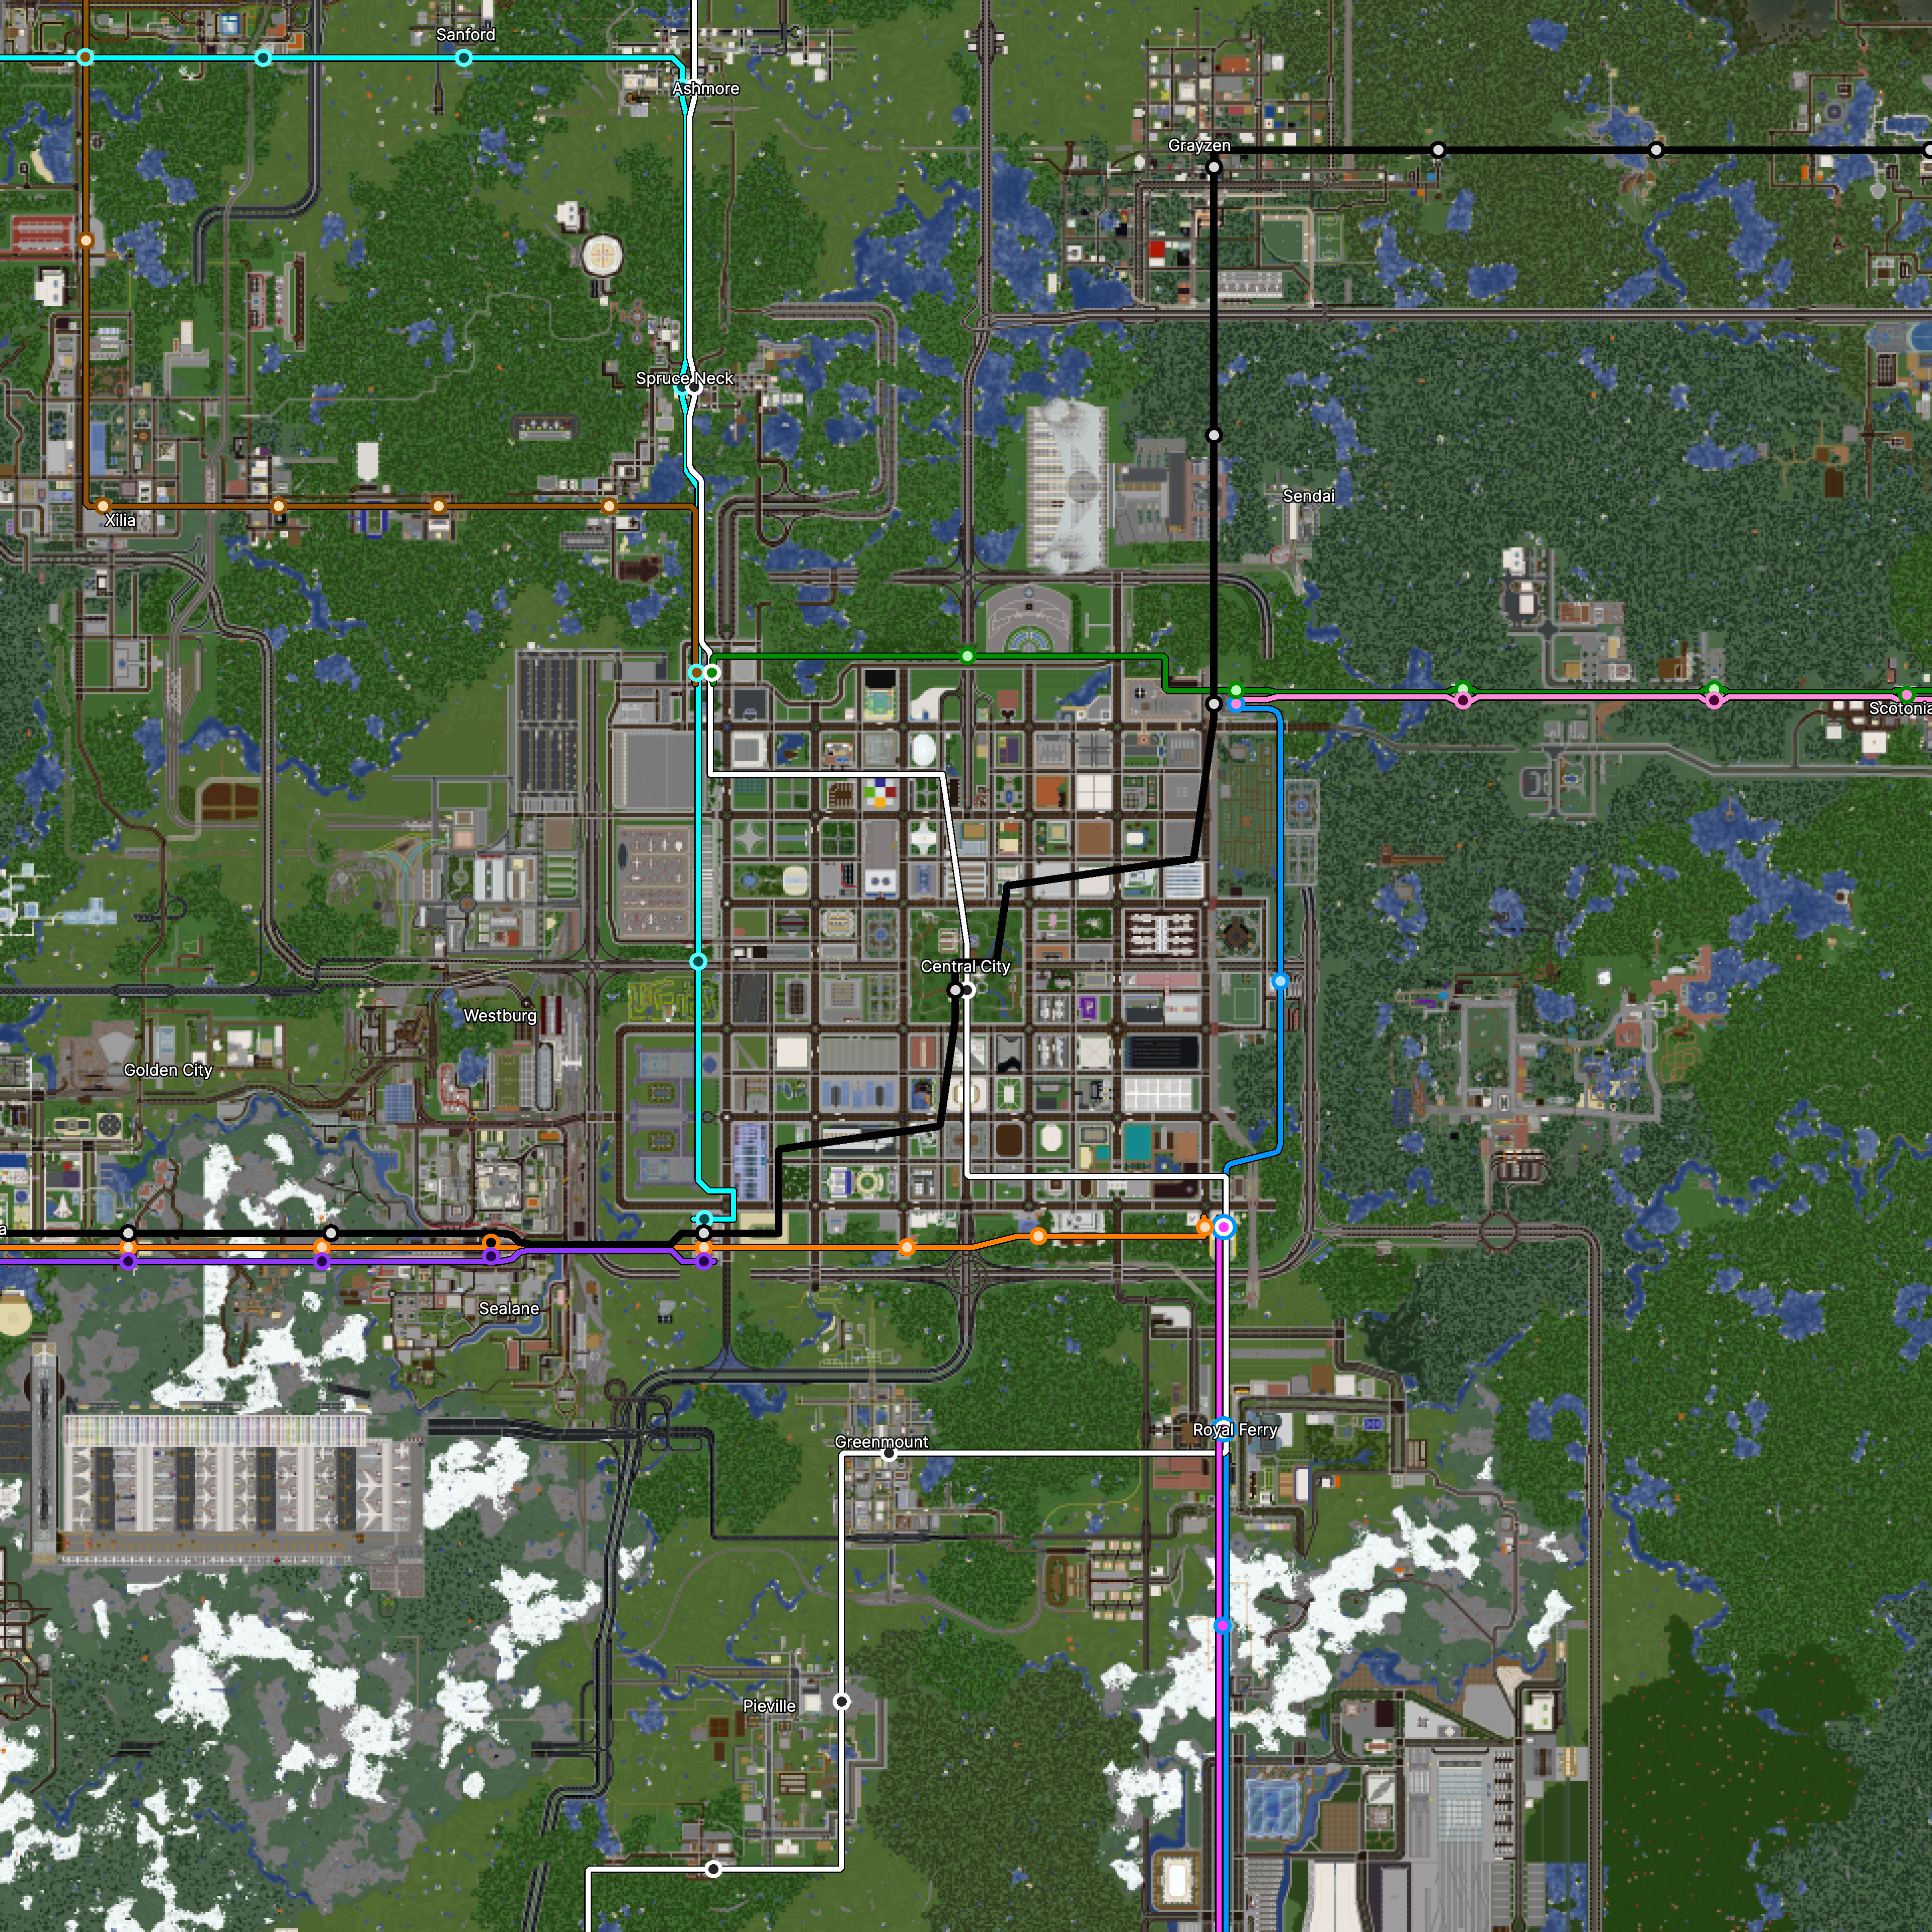 Sanford
Ashmore
Grayzen
Spruce Neck
Sendai
Xilia
Scotonia
Central City
Westburg
Golden City
a
Sealane
Royal Ferry
Greenmount
Pieville